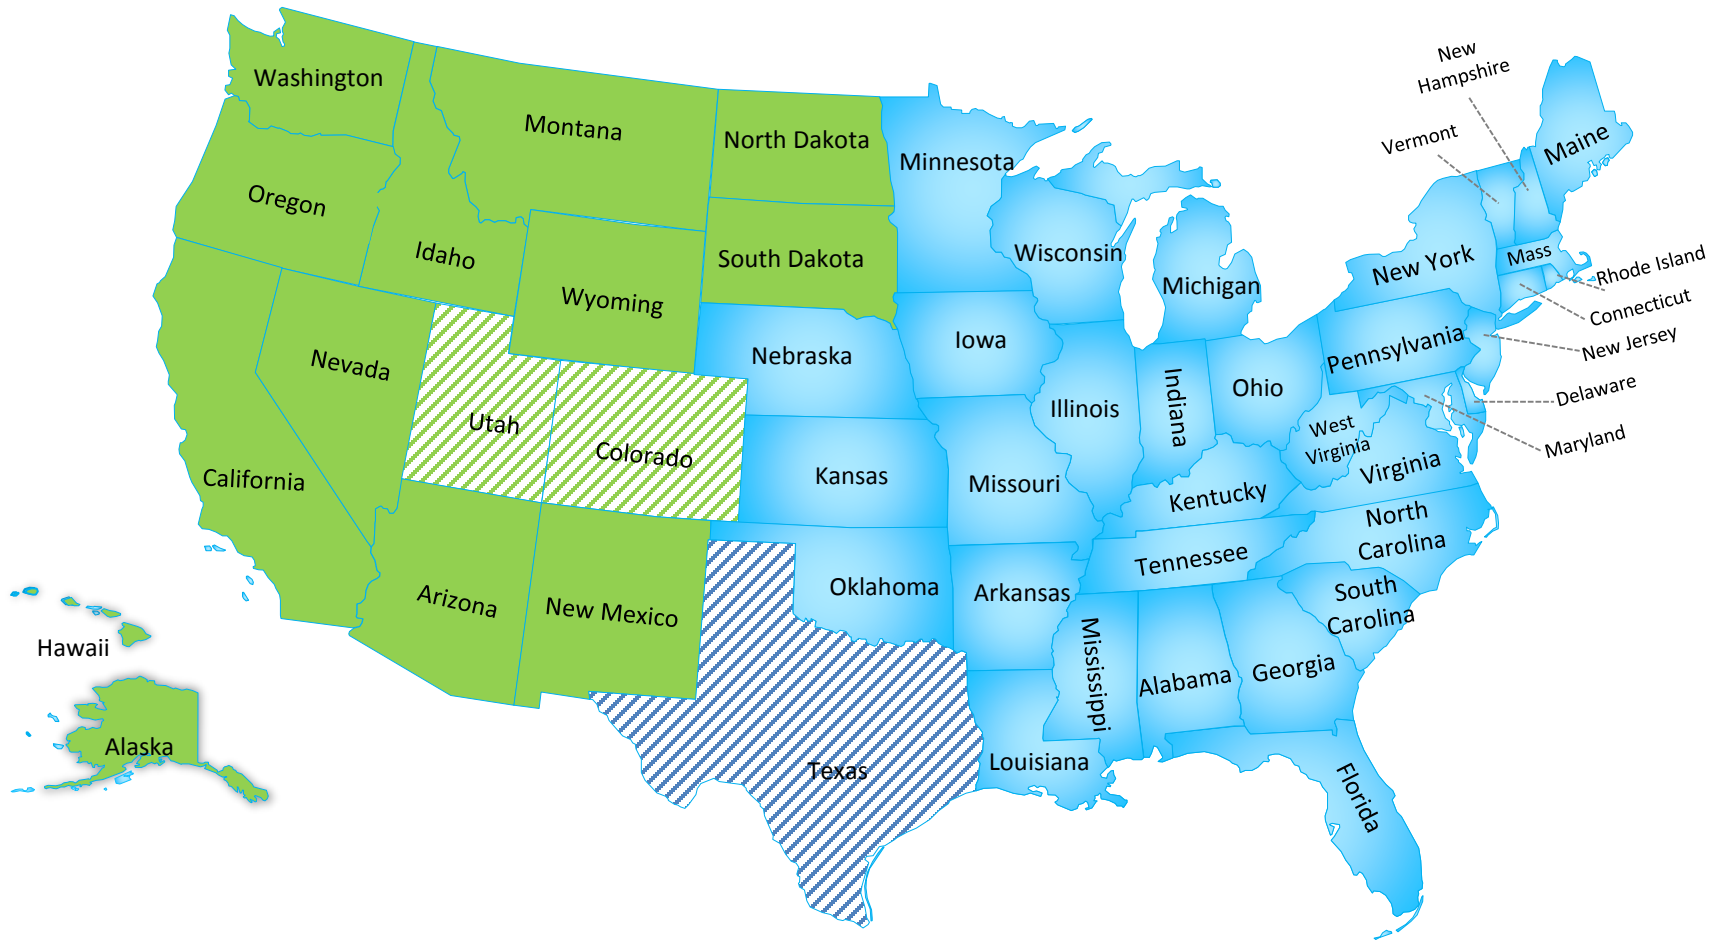 New
Hampshire
Vermont
Maine
Washington
Montana
North Dakota
Minnesota
Oregon
Idaho
Wyoming
South Dakota
Wisconsin
Michigan
New York
Mass
Rhode Island
Connecticut
New Jersey
Nevada
Nebraska
Iowa
Pennsylvania
Delaware
Maryland
Utah
Colorado
Illinois
Indiana
Ohio
West
Virginia
Virginia
California
Kansas
Missouri
Kentucky
North
Carolina
Arizona
New Mexico
Oklahoma
Arkansas
Tennessee
South
Carolina
Hawaii
Mississippi
Alabama
Georgia
Alaska
Texas
Louisiana
Florida